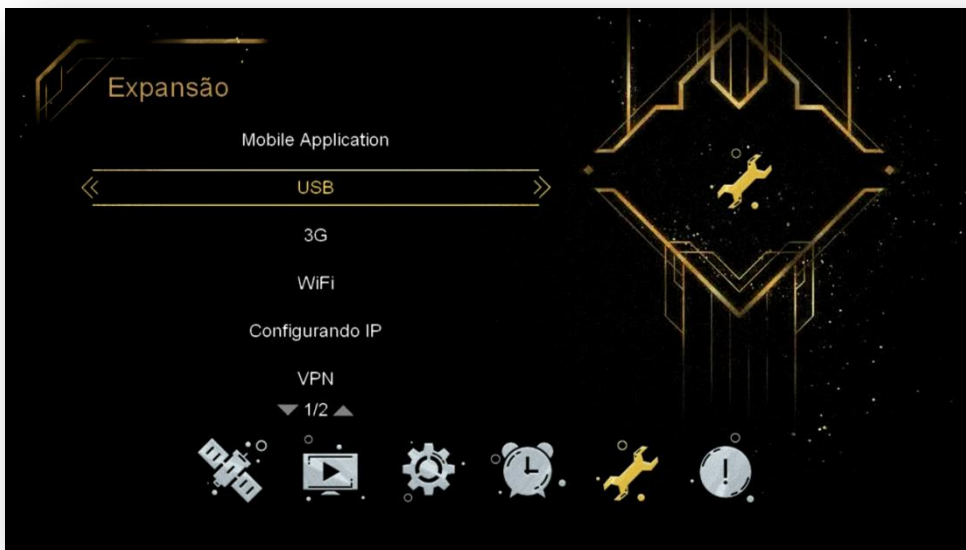 Expansão
Mobile Application
USB
3G
WiFi
Configurando IP
VPN
1/2